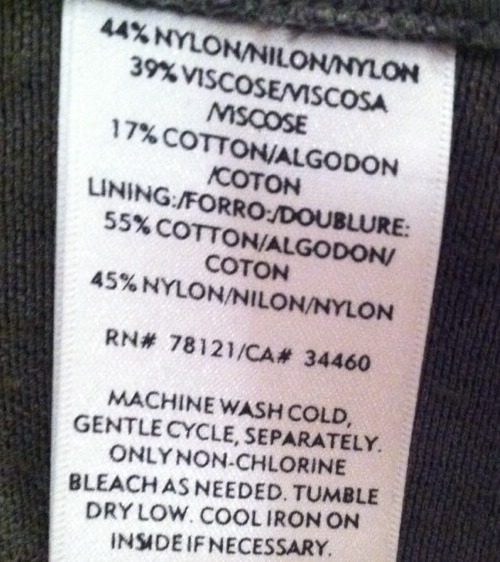 44% NYLON/NILON/NYLON
39% VISCOSE/VISCOSA
/VISCOSE
17% COTTON/ALGODON
/COTON
LINING:/FORRO:/DOUBLURE:
55% COTTON/ALGODON/
COTON
45% NYLON/NILON/NYLON
RN# 78121/CA# 34460
MACHINE WASH COLD,
GENTLE CYCLE, SEPARATELY.
ONLY NON-CHLORINE
BLEACH AS NEEDED. TUMBLE
DRY LOW. COOL IRON ON
INSIDE IF NECESSARY.